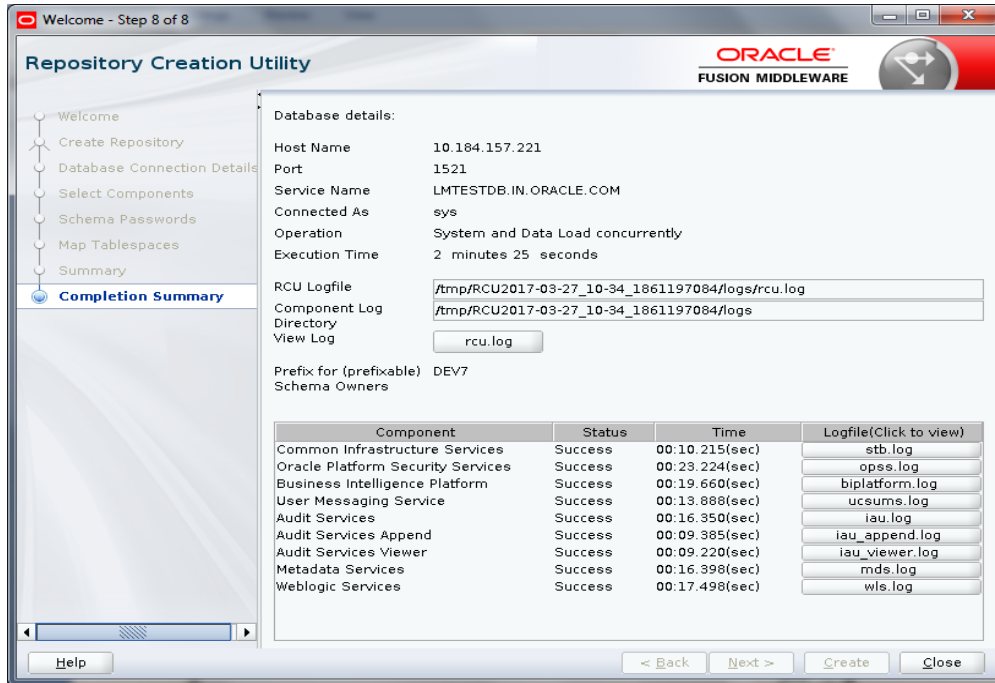 Welcome - Step 8 of 8
Repository Creation Utility
ORACLE
FUSION MIDDLEWARE
Welcome
Create Repository
Database Connection Details
Select Components
Schema Passwords
Map Tablespaces
Summary
Completion Summary
Database details:
Host Name 10.184.157.221
Port 1521
Service Name LMTESTDB.IN.ORACLE.COM
Connected As sys
Operation System and Data Load concurrently
Execution Time 2 minutes 25 seconds
RCU Logfile /tmp/RCU2017-03-27_10-34_1861197084/logs/rcu.log
Component Log Directory /tmp/RCU2017-03-27_10-34_1861197084/logs
View Log rcu.log
Prefix for (prefixable) Schema Owners DEV7
Component Status Time Logfile(Click to view)
Common Infrastructure Services Success 00:10.215(sec) stb.log
Oracle Platform Security Services Success 00:23.224(sec) opss.log
Business Intelligence Platform Success 00:19.660(sec) biplatform.log
User Messaging Service Success 00:13.888(sec) ucsums.log
Audit Services Success 00:16.350(sec) iau.log
Audit Services Append Success 00:09.385(sec) iau_append.log
Audit Services Viewer Success 00:09.220(sec) iau_viewer.log
Metadata Services Success 00:16.398(sec) mds.log
Weblogic Services Success 00:17.498(sec) wls.log
Help < Back Next > Create Close